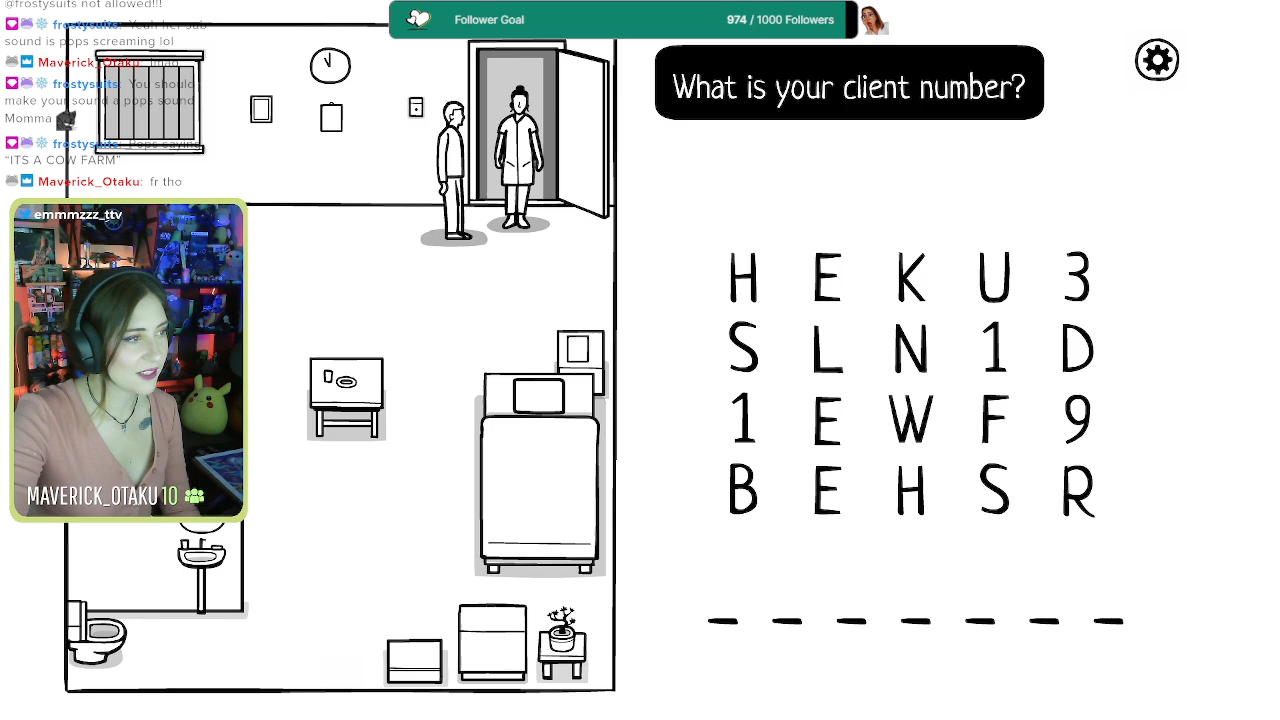 @frostysuits not allowed!!!
frostysuits: Yeah her sub
sound is pops screaming lol
Maverick_Otaku: lmao
frostysuits: You should
make your sound a pops sound
Momma
frostysuits: Pops saying
“ITS A COW FARM”
Maverick_Otaku: fr tho
Follower Goal
974 / 1000 Followers
What is your client number?
emmmzzz_ttv
H E K U 3
S L N 1 D
1 E W F 9
B E H S R
MAVERICK_OTAKU 10
_ _ _ _ _ _ _